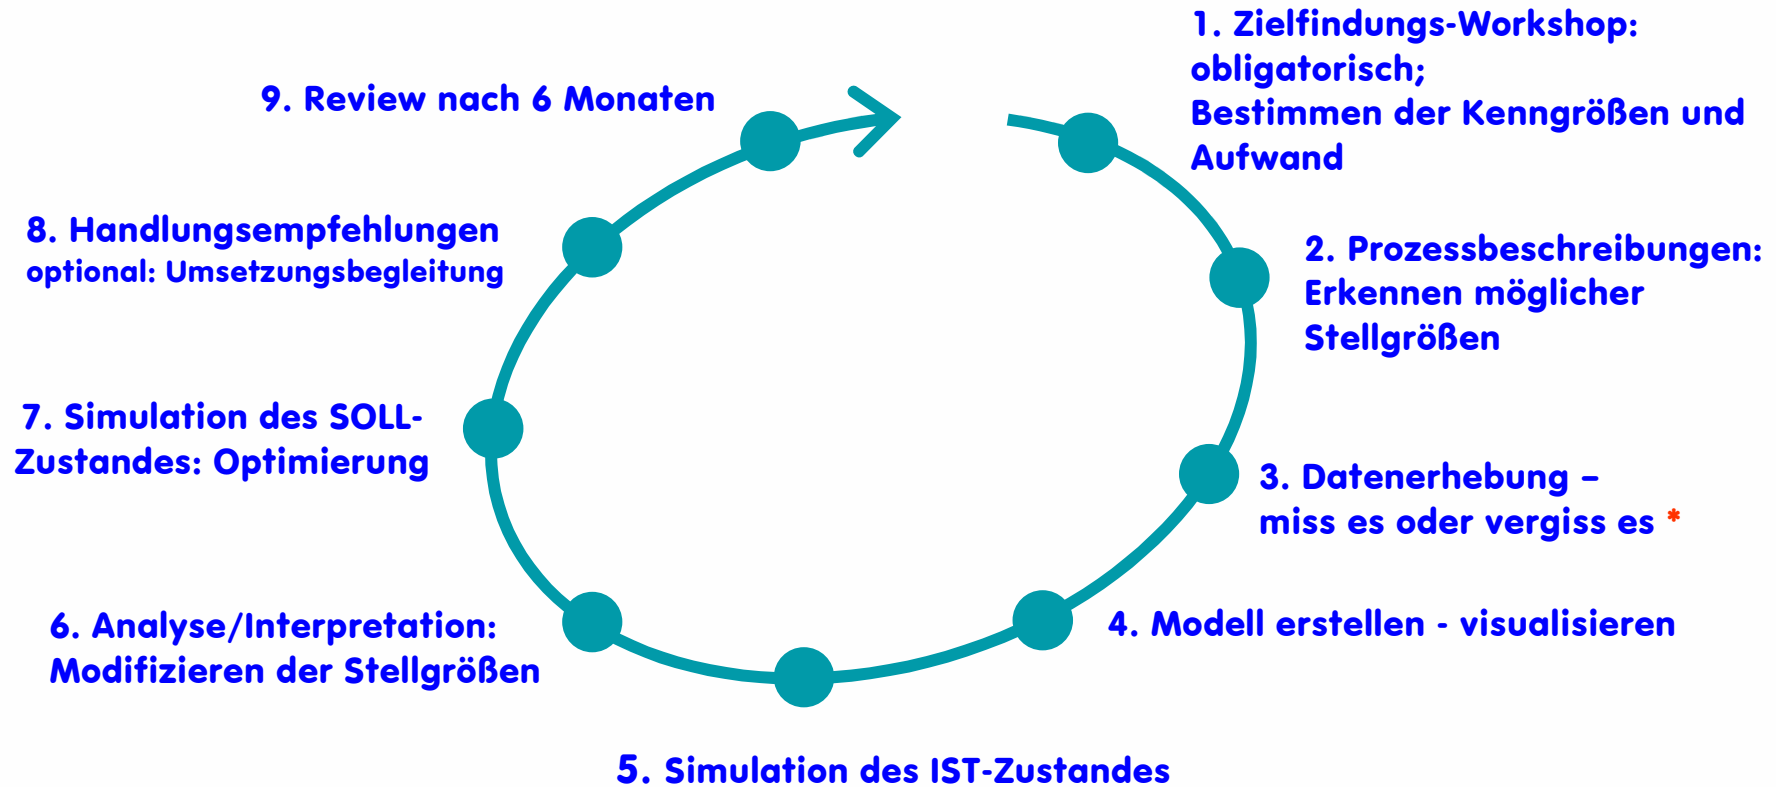 1. Zielfindungs-Workshop:
obligatorisch;
Bestimmen der Kenngrößen und
Aufwand
2. Prozessbeschreibungen:
Erkennen möglicher
Stellgrößen
3. Datenerhebung –
miss es oder vergiss es *
4. Modell erstellen - visualisieren
5. Simulation des IST-Zustandes
6. Analyse/Interpretation:
Modifizieren der Stellgrößen
7. Simulation des SOLL-
Zustandes: Optimierung
8. Handlungsempfehlungen
optional: Umsetzungsbegleitung
9. Review nach 6 Monaten